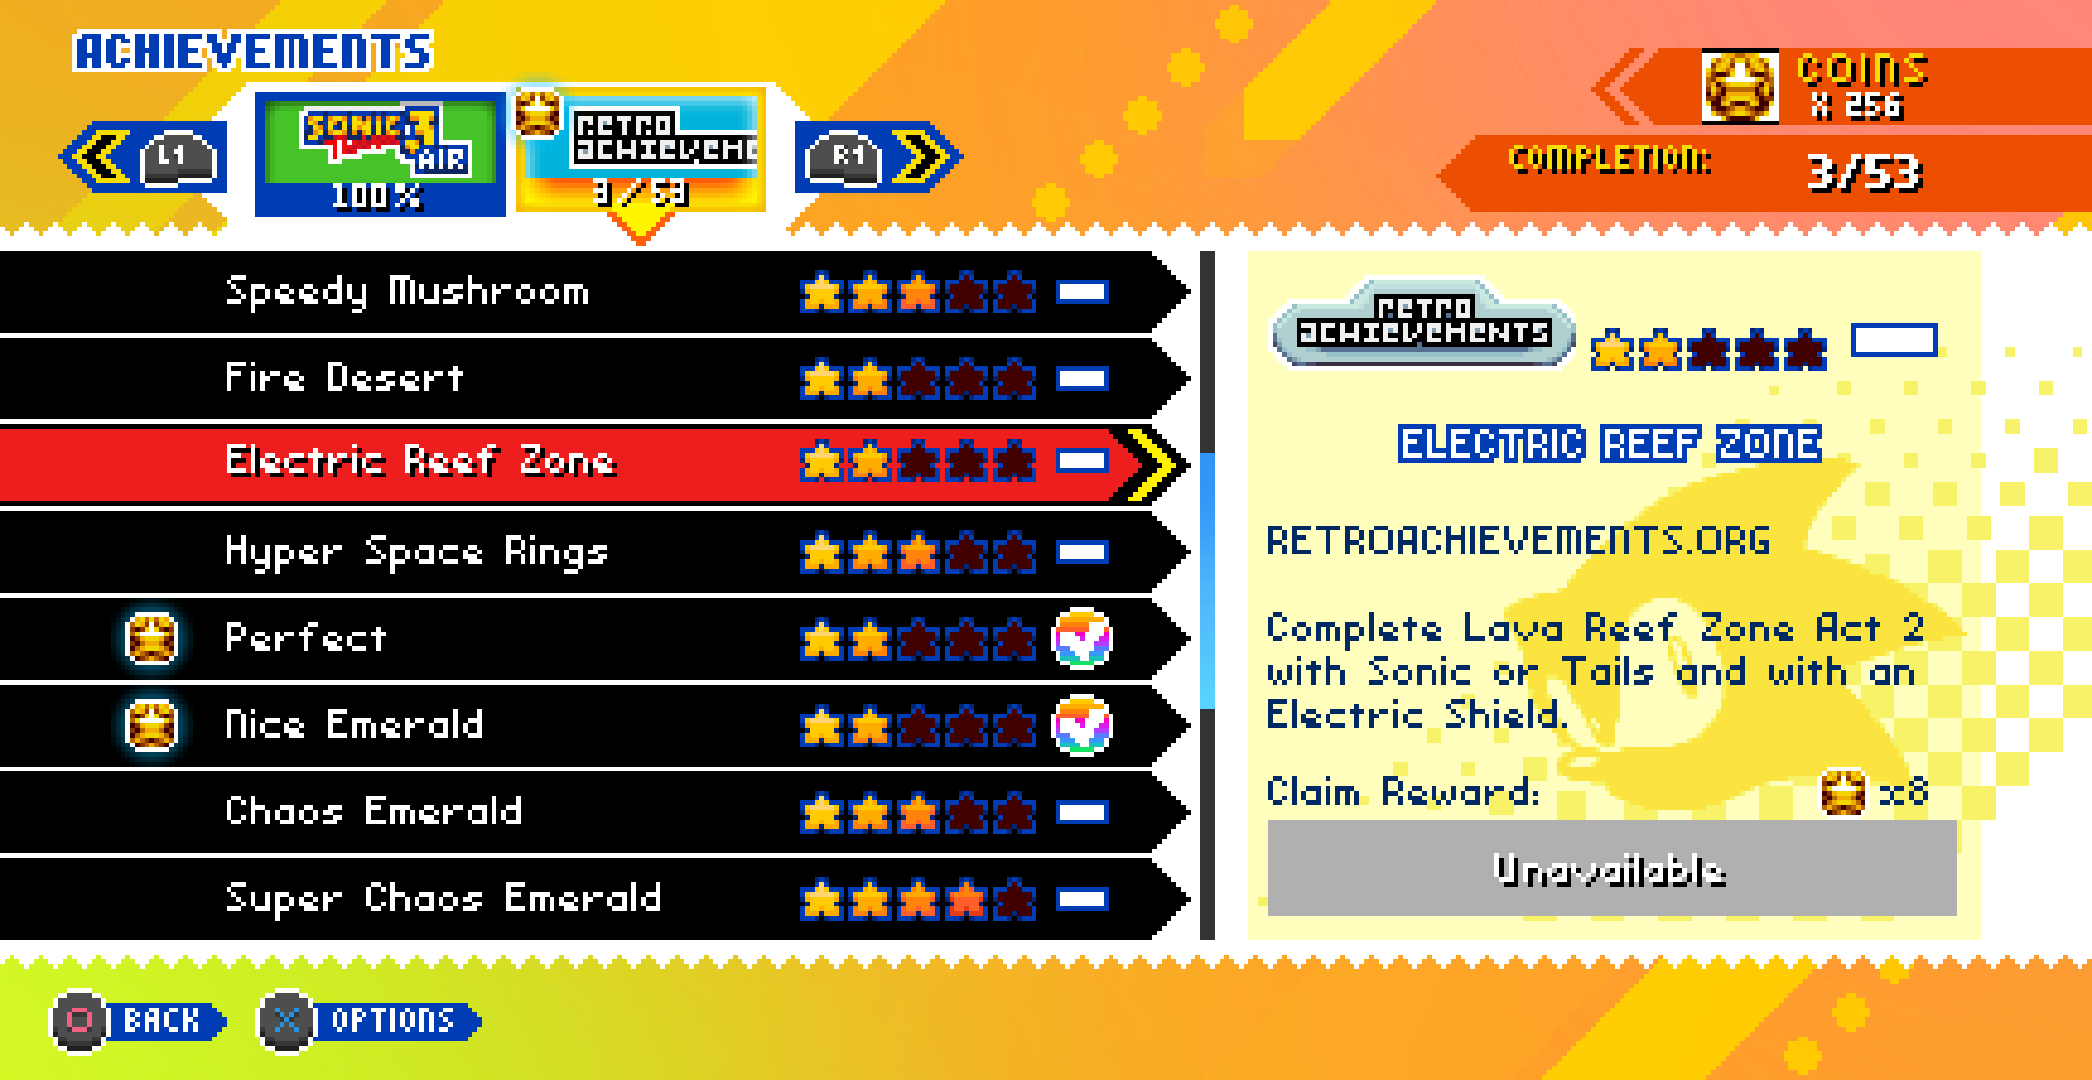 ACHIEVEMENTS
COINS
X 256
COMPLETION:
3/53
L1
SONIC 3
AIR
100%
RETRO
ACHIEVEM
3/53
R1
Speedy Mushroom
Fire Desert
Electric Reef Zone
Hyper Space Rings
Perfect
Nice Emerald
Chaos Emerald
Super Chaos Emerald
RETRO
ACHIEVEMENTS
ELECTRIC REEF ZONE
RETROACHIEVEMENTS.ORG
Complete Lava Reef Zone Act 2
with Sonic or Tails and with an
Electric Shield.
Claim Reward:
x8
Unavailable
BACK
OPTIONS